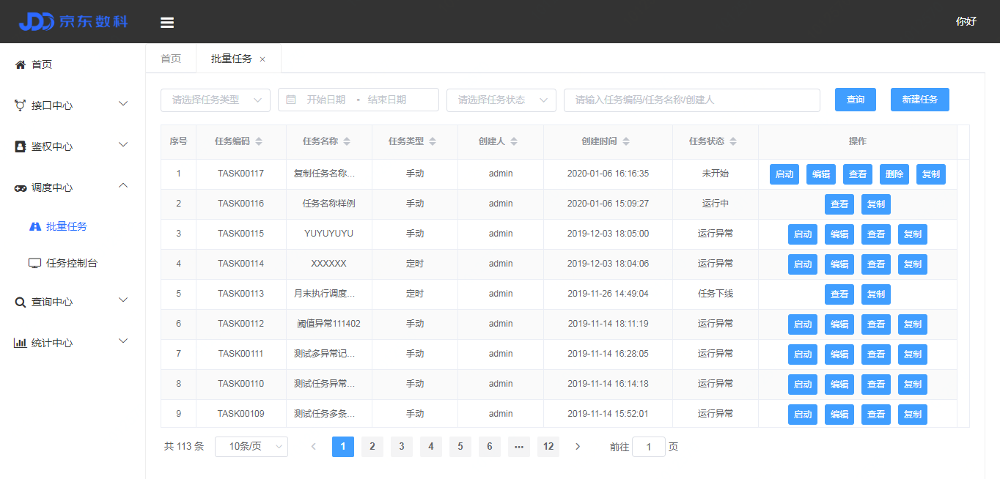 JDD 京东数科
你好
首页
接口中心
鉴权中心
调度中心
批量任务
任务控制台
查询中心
统计中心
首页 批量任务 ×
请选择任务类型 开始日期 - 结束日期 请选择任务状态 请输入任务编码/任务名称/创建人 查询 新建任务
序号 任务编码 任务名称 任务类型 创建人 创建时间 任务状态 操作
1 TASK00117 复制任务名称... 手动 admin 2020-01-06 16:16:35 未开始 启动 编辑 查看 删除 复制
2 TASK00116 任务名称样例 手动 admin 2020-01-06 15:09:27 运行中 查看 复制
3 TASK00115 YUYUYUYU 手动 admin 2019-12-03 18:05:00 运行异常 启动 编辑 查看 复制
4 TASK00114 XXXXXX 定时 admin 2019-12-03 18:04:06 运行异常 启动 编辑 查看 复制
5 TASK00113 月末执行调度... 定时 admin 2019-11-26 14:49:04 任务下线 查看 复制
6 TASK00112 阈值异常111402 手动 admin 2019-11-14 18:11:19 运行异常 启动 编辑 查看 复制
7 TASK00111 测试多异常记... 手动 admin 2019-11-14 16:28:05 运行异常 启动 编辑 查看 复制
8 TASK00110 测试任务异常... 手动 admin 2019-11-14 16:14:18 运行异常 启动 编辑 查看 复制
9 TASK00109 测试任务多条... 手动 admin 2019-11-14 15:52:01 运行异常 启动 编辑 查看 复制
共 113 条 10条/页 < 1 2 3 4 5 6 ... 12 > 前往 1 页